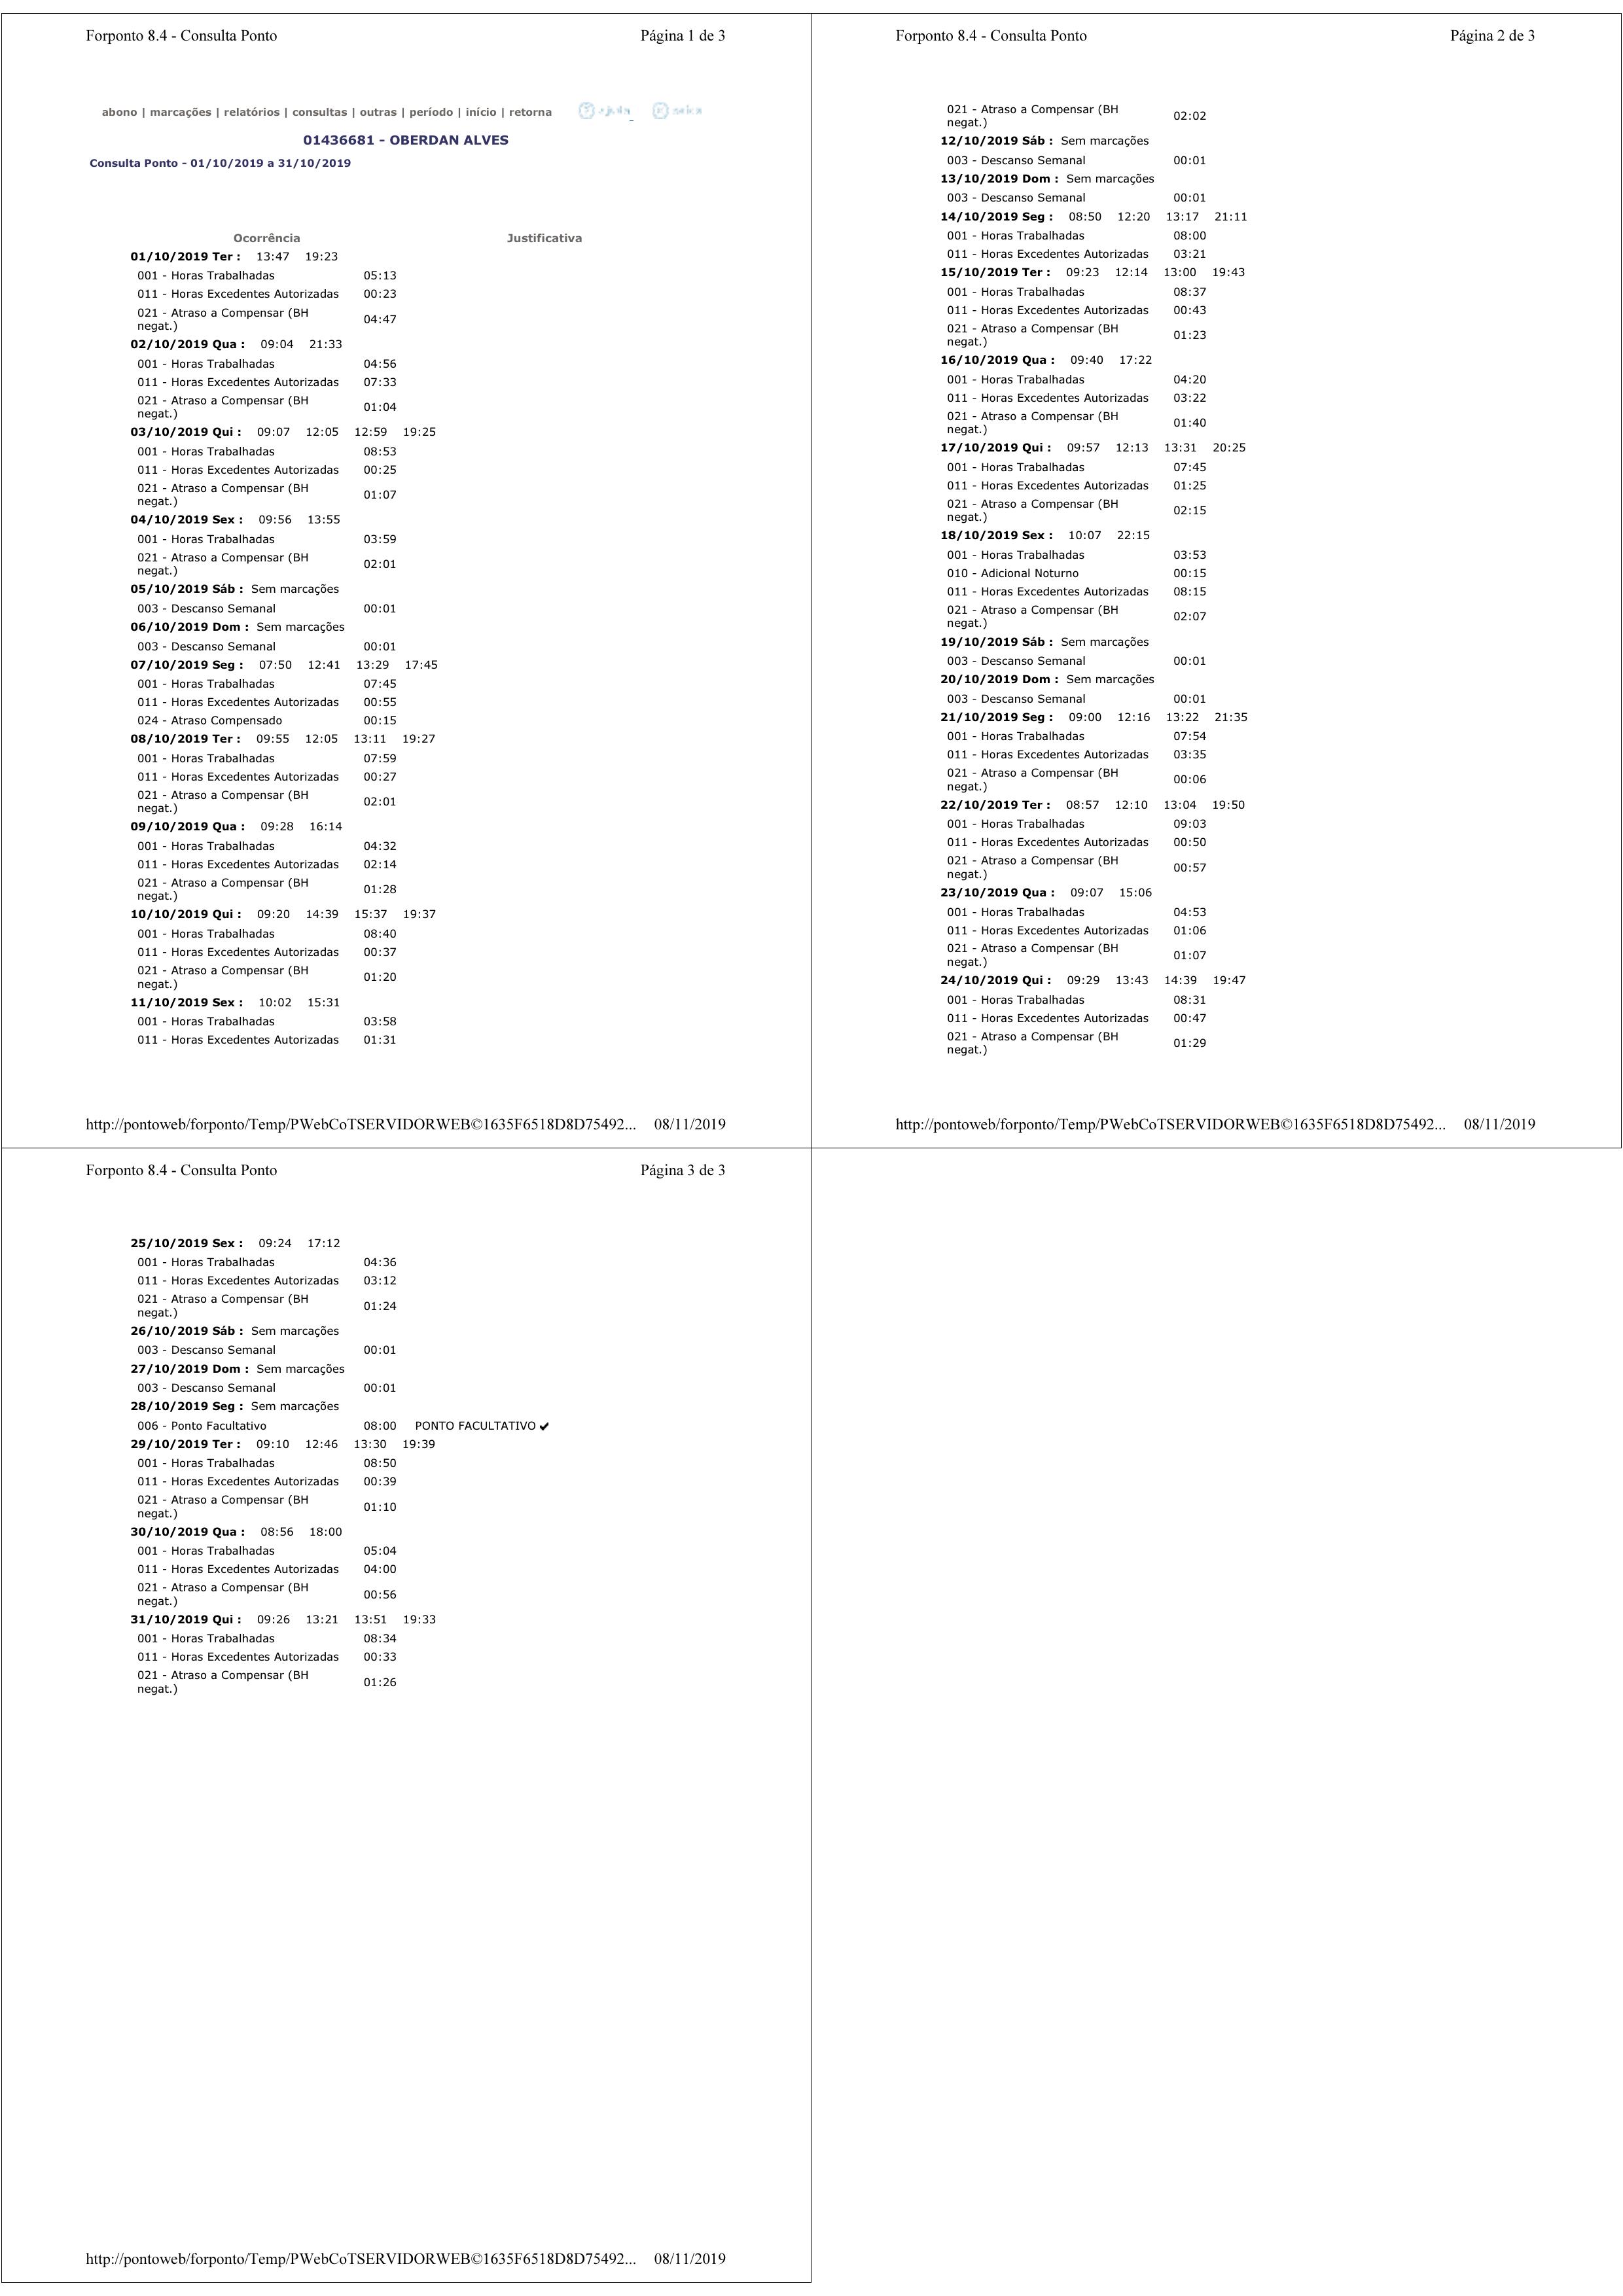 Forponto 8.4 - Consulta Ponto Página 1 de 3
abono | marcações | relatórios | consultas | outras | período | início | retorna
01436681 - OBERDAN ALVES
Consulta Ponto - 01/10/2019 a 31/10/2019
Ocorrência Justificativa
01/10/2019 Ter : 13:47 19:23
001 - Horas Trabalhadas 05:13
011 - Horas Excedentes Autorizadas 00:23
021 - Atraso a Compensar (BH
negat.) 04:47
02/10/2019 Qua : 09:04 21:33
001 - Horas Trabalhadas 04:56
011 - Horas Excedentes Autorizadas 07:33
021 - Atraso a Compensar (BH
negat.) 01:04
03/10/2019 Qui : 09:07 12:05 12:59 19:25
001 - Horas Trabalhadas 08:53
011 - Horas Excedentes Autorizadas 00:25
021 - Atraso a Compensar (BH
negat.) 01:07
04/10/2019 Sex : 09:56 13:55
001 - Horas Trabalhadas 03:59
021 - Atraso a Compensar (BH
negat.) 02:01
05/10/2019 Sáb : Sem marcações
003 - Descanso Semanal 00:01
06/10/2019 Dom : Sem marcações
003 - Descanso Semanal 00:01
07/10/2019 Seg : 07:50 12:41 13:29 17:45
001 - Horas Trabalhadas 07:45
011 - Horas Excedentes Autorizadas 00:55
024 - Atraso Compensado 00:15
08/10/2019 Ter : 09:55 12:05 13:11 19:27
001 - Horas Trabalhadas 07:59
011 - Horas Excedentes Autorizadas 00:27
021 - Atraso a Compensar (BH
negat.) 02:01
09/10/2019 Qua : 09:28 16:14
001 - Horas Trabalhadas 04:32
011 - Horas Excedentes Autorizadas 02:14
021 - Atraso a Compensar (BH
negat.) 01:28
10/10/2019 Qui : 09:20 14:39 15:37 19:37
001 - Horas Trabalhadas 08:40
011 - Horas Excedentes Autorizadas 00:37
021 - Atraso a Compensar (BH
negat.) 01:20
11/10/2019 Sex : 10:02 15:31
001 - Horas Trabalhadas 03:58
011 - Horas Excedentes Autorizadas 01:31
http://pontoweb/forponto/Temp/PWebCoTSERVIDORWEB©1635F6518D8D75492... 08/11/2019
Forponto 8.4 - Consulta Ponto Página 2 de 3
021 - Atraso a Compensar (BH
negat.) 02:02
12/10/2019 Sáb : Sem marcações
003 - Descanso Semanal 00:01
13/10/2019 Dom : Sem marcações
003 - Descanso Semanal 00:01
14/10/2019 Seg : 08:50 12:20 13:17 21:11
001 - Horas Trabalhadas 08:00
011 - Horas Excedentes Autorizadas 03:21
15/10/2019 Ter : 09:23 12:14 13:00 19:43
001 - Horas Trabalhadas 08:37
011 - Horas Excedentes Autorizadas 00:43
021 - Atraso a Compensar (BH
negat.) 01:23
16/10/2019 Qua : 09:40 17:22
001 - Horas Trabalhadas 04:20
011 - Horas Excedentes Autorizadas 03:22
021 - Atraso a Compensar (BH
negat.) 01:40
17/10/2019 Qui : 09:57 12:13 13:31 20:25
001 - Horas Trabalhadas 07:45
011 - Horas Excedentes Autorizadas 01:25
021 - Atraso a Compensar (BH
negat.) 02:15
18/10/2019 Sex : 10:07 22:15
001 - Horas Trabalhadas 03:53
010 - Adicional Noturno 00:15
011 - Horas Excedentes Autorizadas 08:15
021 - Atraso a Compensar (BH
negat.) 02:07
19/10/2019 Sáb : Sem marcações
003 - Descanso Semanal 00:01
20/10/2019 Dom : Sem marcações
003 - Descanso Semanal 00:01
21/10/2019 Seg : 09:00 12:16 13:22 21:35
001 - Horas Trabalhadas 07:54
011 - Horas Excedentes Autorizadas 03:35
021 - Atraso a Compensar (BH
negat.) 00:06
22/10/2019 Ter : 08:57 12:10 13:04 19:50
001 - Horas Trabalhadas 09:03
011 - Horas Excedentes Autorizadas 00:50
021 - Atraso a Compensar (BH
negat.) 00:57
23/10/2019 Qua : 09:07 15:06
001 - Horas Trabalhadas 04:53
011 - Horas Excedentes Autorizadas 01:06
021 - Atraso a Compensar (BH
negat.) 01:07
24/10/2019 Qui : 09:29 13:43 14:39 19:47
001 - Horas Trabalhadas 08:31
011 - Horas Excedentes Autorizadas 00:47
021 - Atraso a Compensar (BH
negat.) 01:29
http://pontoweb/forponto/Temp/PWebCoTSERVIDORWEB©1635F6518D8D75492... 08/11/2019
Forponto 8.4 - Consulta Ponto Página 3 de 3
25/10/2019 Sex : 09:24 17:12
001 - Horas Trabalhadas 04:36
011 - Horas Excedentes Autorizadas 03:12
021 - Atraso a Compensar (BH
negat.) 01:24
26/10/2019 Sáb : Sem marcações
003 - Descanso Semanal 00:01
27/10/2019 Dom : Sem marcações
003 - Descanso Semanal 00:01
28/10/2019 Seg : Sem marcações
006 - Ponto Facultativo 08:00 PONTO FACULTATIVO ✔
29/10/2019 Ter : 09:10 12:46 13:30 19:39
001 - Horas Trabalhadas 08:50
011 - Horas Excedentes Autorizadas 00:39
021 - Atraso a Compensar (BH
negat.) 01:10
30/10/2019 Qua : 08:56 18:00
001 - Horas Trabalhadas 05:04
011 - Horas Excedentes Autorizadas 04:00
021 - Atraso a Compensar (BH
negat.) 00:56
31/10/2019 Qui : 09:26 13:21 13:51 19:33
001 - Horas Trabalhadas 08:34
011 - Horas Excedentes Autorizadas 00:33
021 - Atraso a Compensar (BH
negat.) 01:26
http://pontoweb/forponto/Temp/PWebCoTSERVIDORWEB©1635F6518D8D75492... 08/11/2019